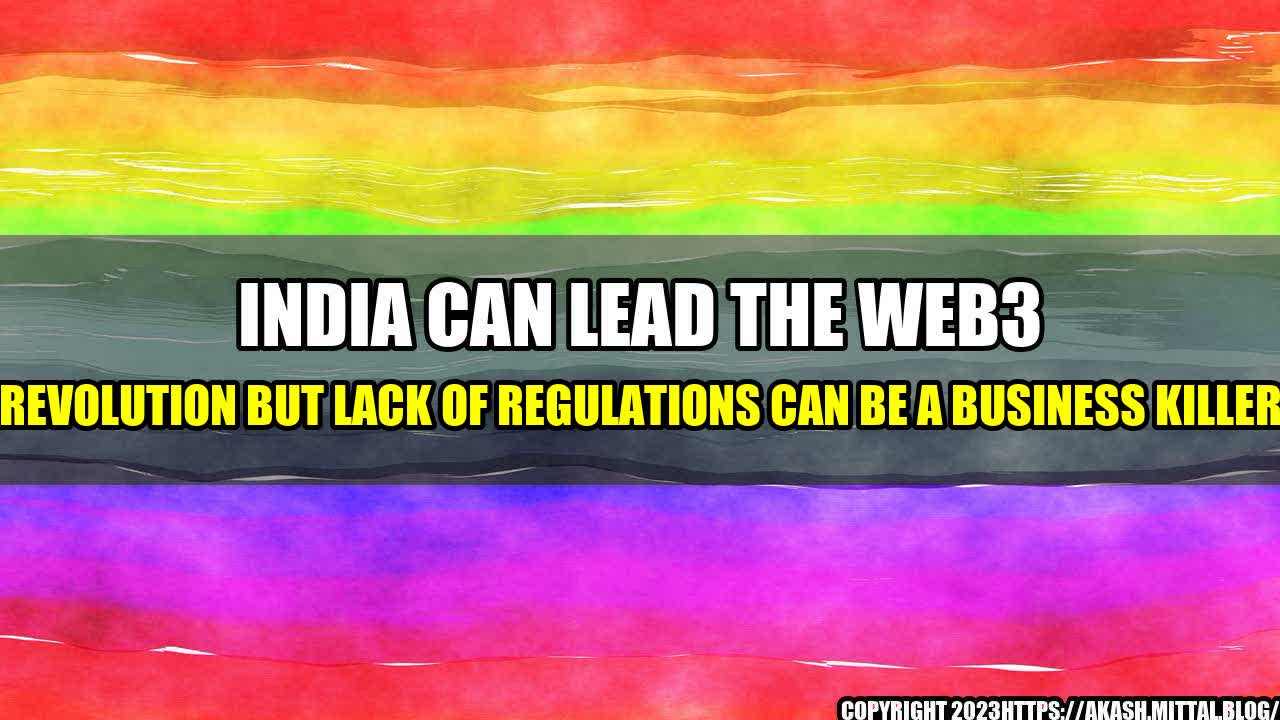 INDIA CAN LEAD THE WEB3
REVOLUTION BUT LACK OF REGULATIONS CAN BE A BUSINESS KILLER
COPYRIGHT 2023HTTPS://AKASH.MITTAL.BLOG/